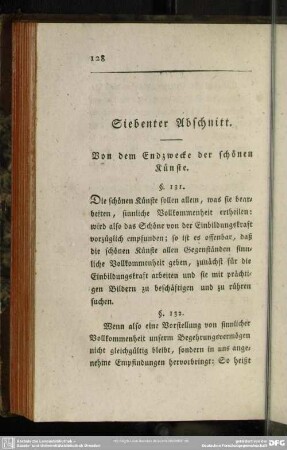 128
Siebenter Abschnitt.
Von dem Endzwecke der schönen
Künste.
§. 131.
Die schönen Künste sollen allem, was sie bear-
beiten, sinnliche Vollkommenheit ertheilen:
wird also das Schöne von der Einbildungskraft
vorzüglich empfunden; so ist es offenbar, daß
die schönen Künste allen Gegenständen sinn-
liche Vollkommenheit geben, zunächst für die
Einbildungskraft arbeiten und sie mit prächti-
gen Bildern zu beschäftigen und zu rühren
suchen.
§. 132.
Wenn also eine Vorstellung von sinnlicher
Vollkommenheit unserm Begehrungsvermögen
nicht gleichgültig bleibt, sondern in uns ange-
nehme Empfindungen hervorbringt: So heißt
DFG